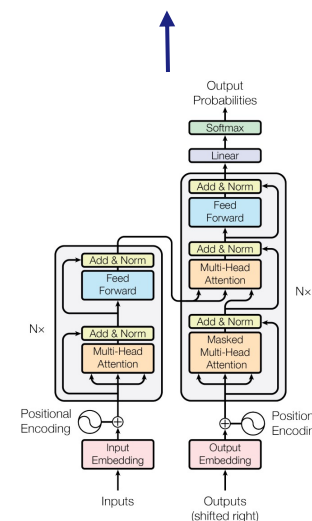 Output
Probabilities
Softmax
Linear
Add & Norm
Feed
Forward
Add & Norm
Multi-Head
Attention
Add & Norm
Masked
Multi-Head
Attention
Nx
Add & Norm
Feed
Forward
Add & Norm
Multi-Head
Attention
Nx
Positional
Encoding
Input
Embedding
Inputs
Output
Embedding
Outputs
(shifted right)